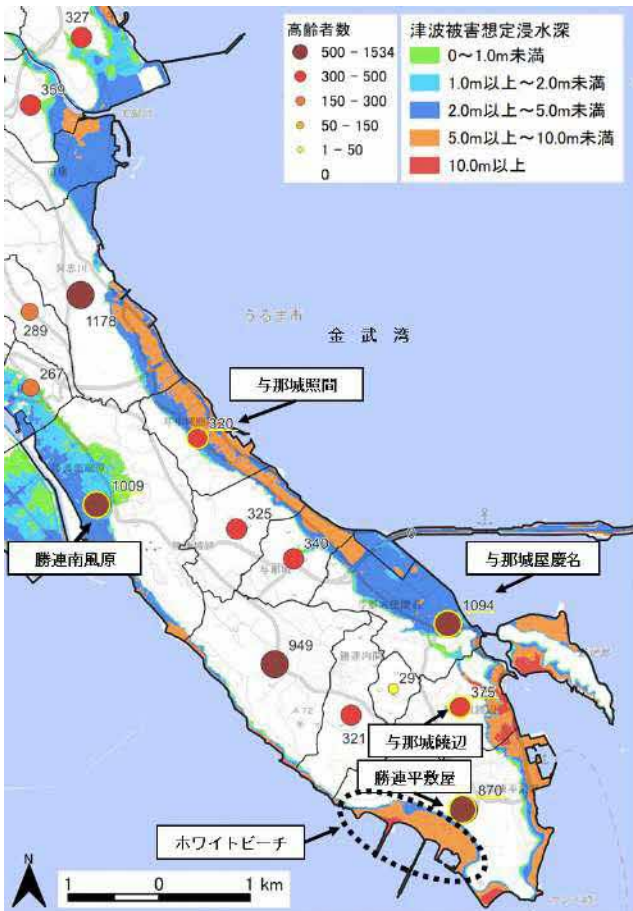 高齢者数
500 - 1534
300 - 500
150 - 300
50 - 150
1 - 50
0
津波被害想定浸水深
0～1.0m未満
1.0m以上～2.0m未満
2.0m以上～5.0m未満
5.0m以上～10.0m未満
10.0m以上
327
369
1178
289
267
うるま市
金武湾
与那城照間
320
1009
325
340
勝連南風原
与那城屋慶名
1094
949
勝連内間
29
375
321
与那城饒辺
勝連平敷屋
870
ホワイトビーチ
N
1 0 1 km